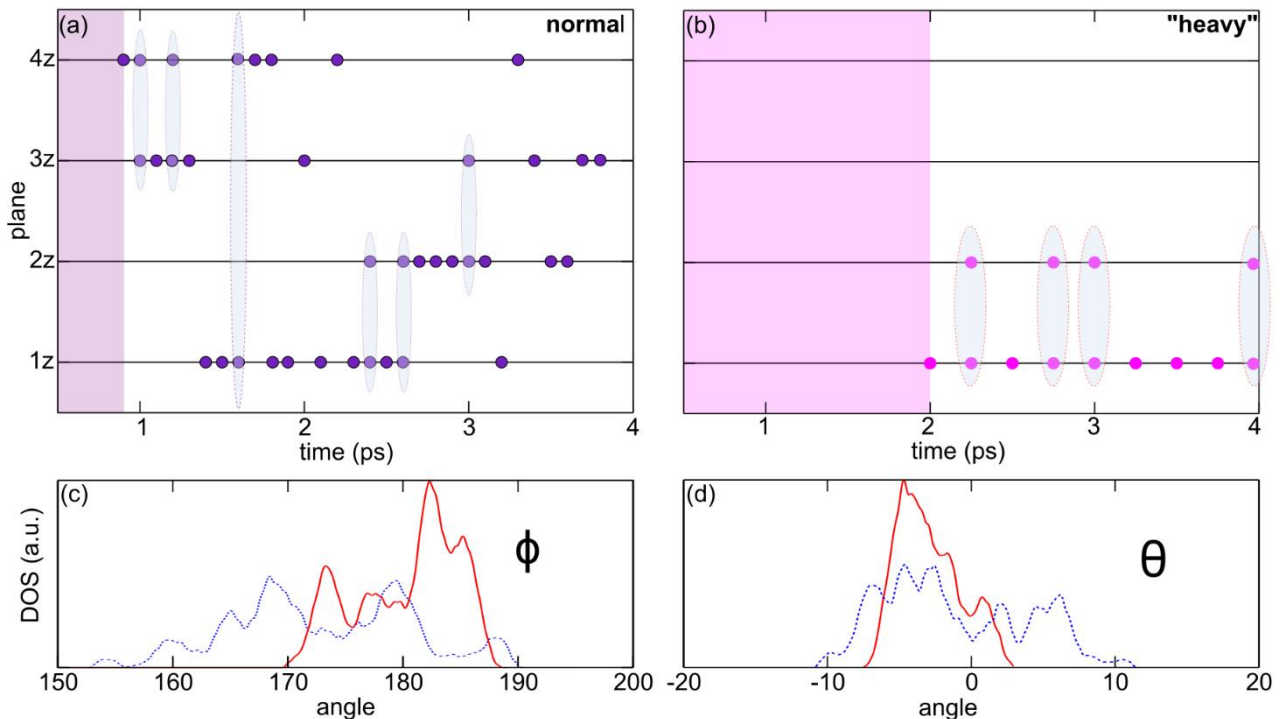 (a) normal
4z
3z
plane
2z
1z
1 2 3 4
time (ps)
(b) "heavy"
1 2 3 4
time (ps)
(c)
ϕ
DOS (a.u.)
150 160 170 180 190 200
angle
(d)
θ
-20 -10 0 10 20
angle